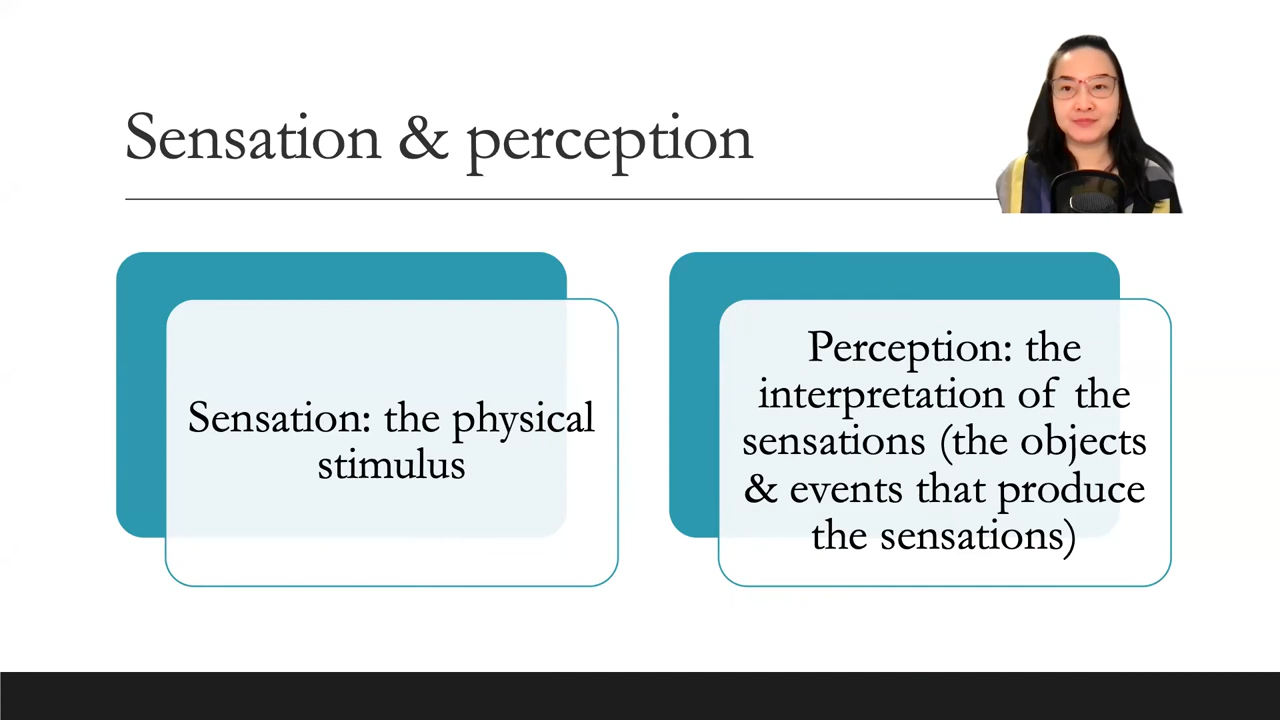 Sensation & perception
Sensation: the physical
stimulus
Perception: the
interpretation of the
sensations (the objects
& events that produce
the sensations)